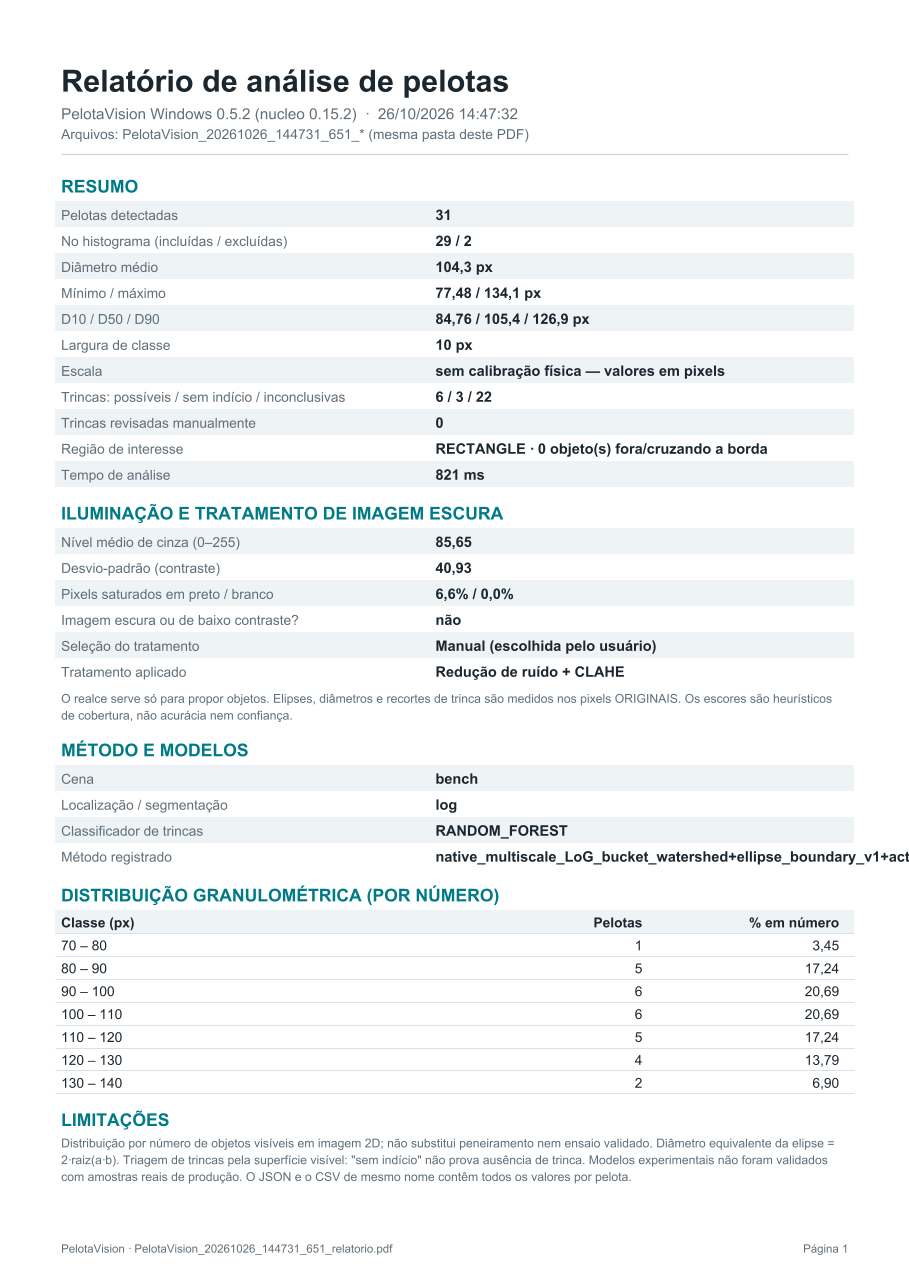 Relatório de análise de pelotas
PelotaVision Windows 0.5.2 (nucleo 0.15.2) · 26/10/2026 14:47:32
Arquivos: PelotaVision_20261026_144731_651_* (mesma pasta deste PDF)
RESUMO
Pelotas detectadas 31
No histograma (incluídas / excluídas) 29 / 2
Diâmetro médio 104,3 px
Mínimo / máximo 77,48 / 134,1 px
D10 / D50 / D90 84,76 / 105,4 / 126,9 px
Largura de classe 10 px
Escala sem calibração física — valores em pixels
Trincas: possíveis / sem indício / inconclusivas 6 / 3 / 22
Trincas revisadas manualmente 0
Região de interesse RECTANGLE · 0 objeto(s) fora/cruzando a borda
Tempo de análise 821 ms
ILUMINAÇÃO E TRATAMENTO DE IMAGEM ESCURA
Nível médio de cinza (0–255) 85,65
Desvio-padrão (contraste) 40,93
Pixels saturados em preto / branco 6,6% / 0,0%
Imagem escura ou de baixo contraste? não
Seleção do tratamento Manual (escolhida pelo usuário)
Tratamento aplicado Redução de ruído + CLAHE
O realce serve só para propor objetos. Elipses, diâmetros e recortes de trinca são medidos nos pixels ORIGINAIS. Os escores são heurísticos
de cobertura, não acurácia nem confiança.
MÉTODO E MODELOS
Cena bench
Localização / segmentação log
Classificador de trincas RANDOM_FOREST
Método registrado native_multiscale_LoG_bucket_watershed+ellipse_boundary_v1+act
DISTRIBUIÇÃO GRANULOMÉTRICA (POR NÚMERO)
Classe (px) Pelotas % em número
70 – 80 1 3,45
80 – 90 5 17,24
90 – 100 6 20,69
100 – 110 6 20,69
110 – 120 5 17,24
120 – 130 4 13,79
130 – 140 2 6,90
LIMITAÇÕES
Distribuição por número de objetos visíveis em imagem 2D; não substitui peneiramento nem ensaio validado. Diâmetro equivalente da elipse =
2·raiz(a·b). Triagem de trincas pela superfície visível: "sem indício" não prova ausência de trinca. Modelos experimentais não foram validados
com amostras reais de produção. O JSON e o CSV de mesmo nome contêm todos os valores por pelota.
PelotaVision · PelotaVision_20261026_144731_651_relatorio.pdf Página 1